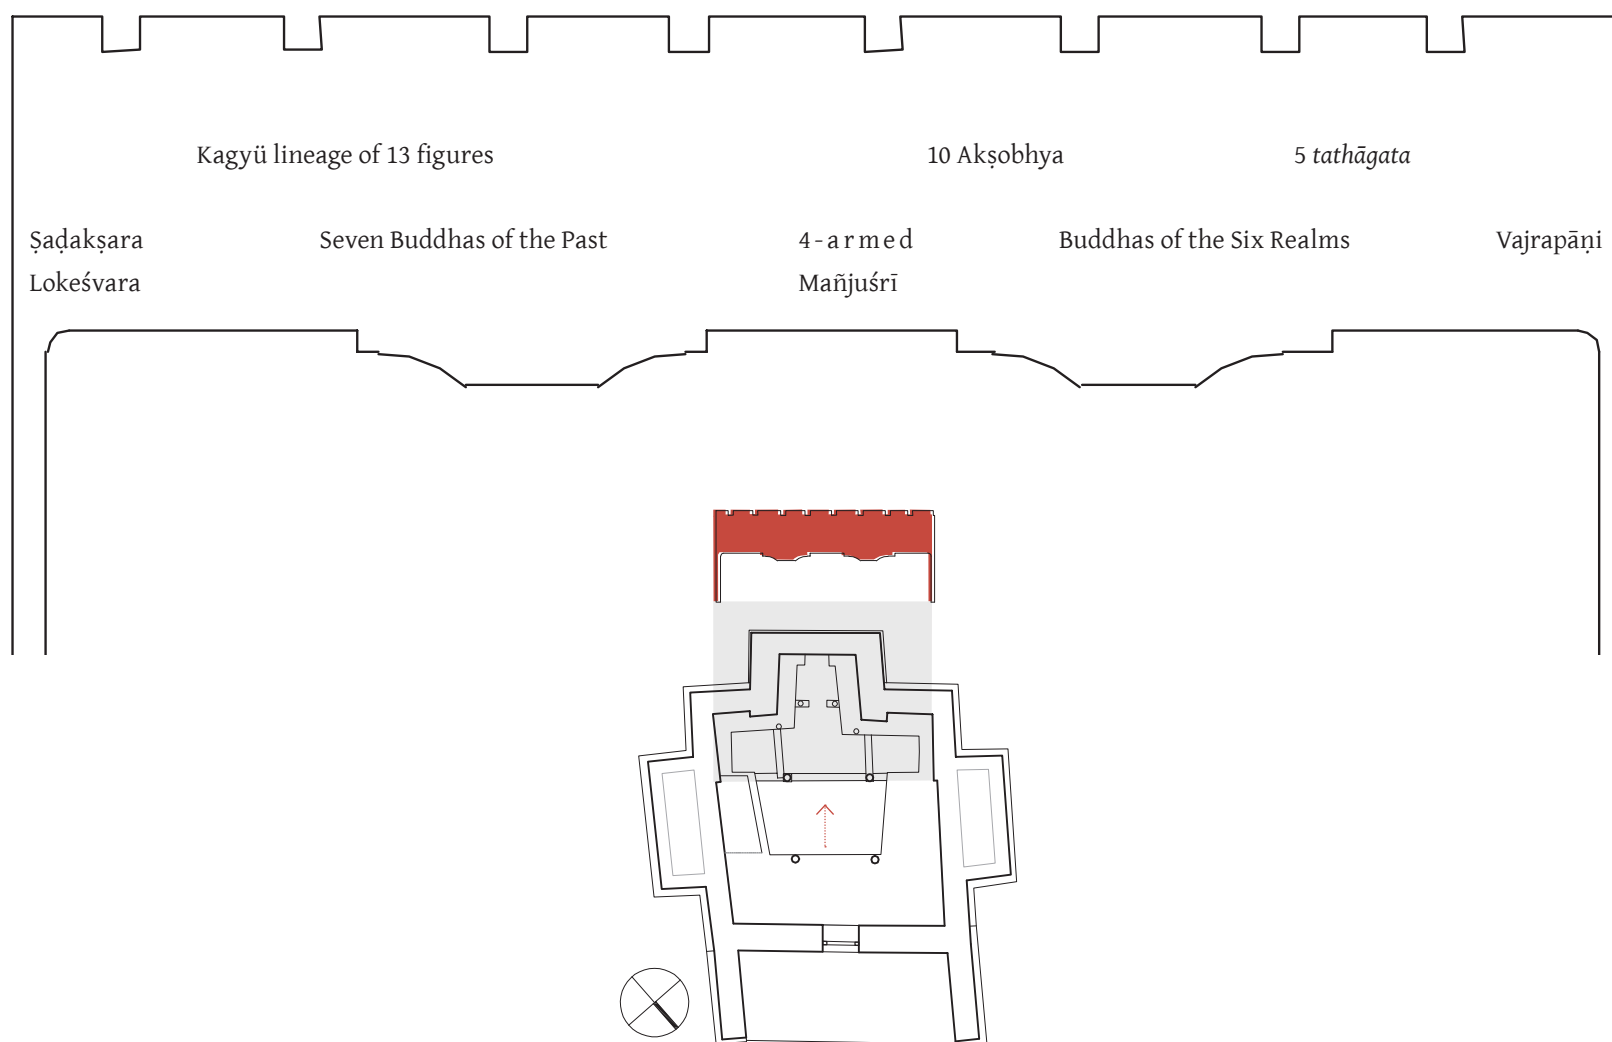 Kagyü lineage of 13 figures 10 Akṣobhya 5 tathāgata
Ṣaḍakṣara Seven Buddhas of the Past 4-armed Buddhas of the Six Realms Vajrapāṇi
Lokeśvara Mañjuśrī